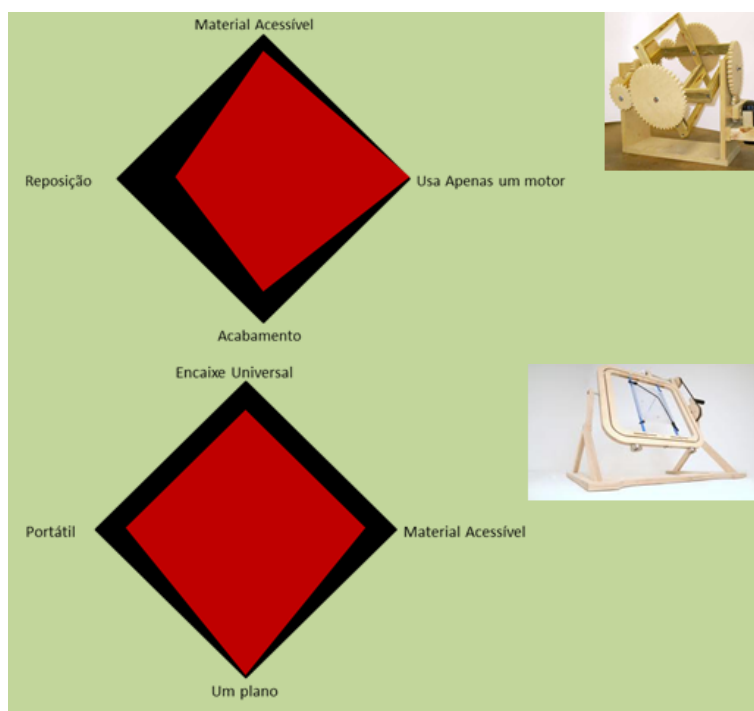 Material Acessível
Reposição
Usa Apenas um motor
Acabamento
Encaixe Universal
Portátil
Material Acessível
Um plano